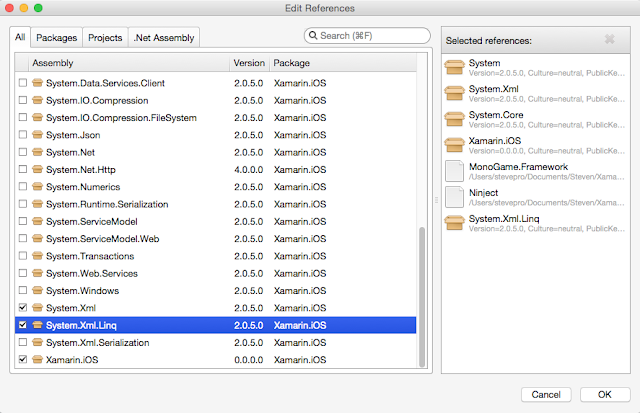 Edit References
All Packages Projects .Net Assembly Search (⌘F)
Assembly Version Package
System.Data.Services.Client 2.0.5.0 Xamarin.iOS
System.IO.Compression 2.0.5.0 Xamarin.iOS
System.IO.Compression.FileSystem 2.0.5.0 Xamarin.iOS
System.Json 2.0.5.0 Xamarin.iOS
System.Net 2.0.5.0 Xamarin.iOS
System.Net.Http 4.0.0.0 Xamarin.iOS
System.Numerics 2.0.5.0 Xamarin.iOS
System.Runtime.Serialization 2.0.5.0 Xamarin.iOS
System.ServiceModel 2.0.5.0 Xamarin.iOS
System.ServiceModel.Web 2.0.5.0 Xamarin.iOS
System.Transactions 2.0.5.0 Xamarin.iOS
System.Web.Services 2.0.5.0 Xamarin.iOS
System.Windows 2.0.5.0 Xamarin.iOS
System.Xml 2.0.5.0 Xamarin.iOS
System.Xml.Linq 2.0.5.0 Xamarin.iOS
System.Xml.Serialization 2.0.5.0 Xamarin.iOS
Xamarin.iOS 0.0.0.0 Xamarin.iOS
Selected references:
System
Version=2.0.5.0, Culture=neutral, PublicKe...
System.Xml
Version=2.0.5.0, Culture=neutral, PublicKe...
System.Core
Version=2.0.5.0, Culture=neutral, PublicKe...
Xamarin.iOS
Version=0.0.0.0, Culture=neutral, PublicKe...
MonoGame.Framework
/Users/stevepro/Documents/Steven/Xama...
Ninject
/Users/stevepro/Documents/Steven/Xama...
System.Xml.Linq
Version=2.0.5.0, Culture=neutral, PublicKe...
Cancel OK